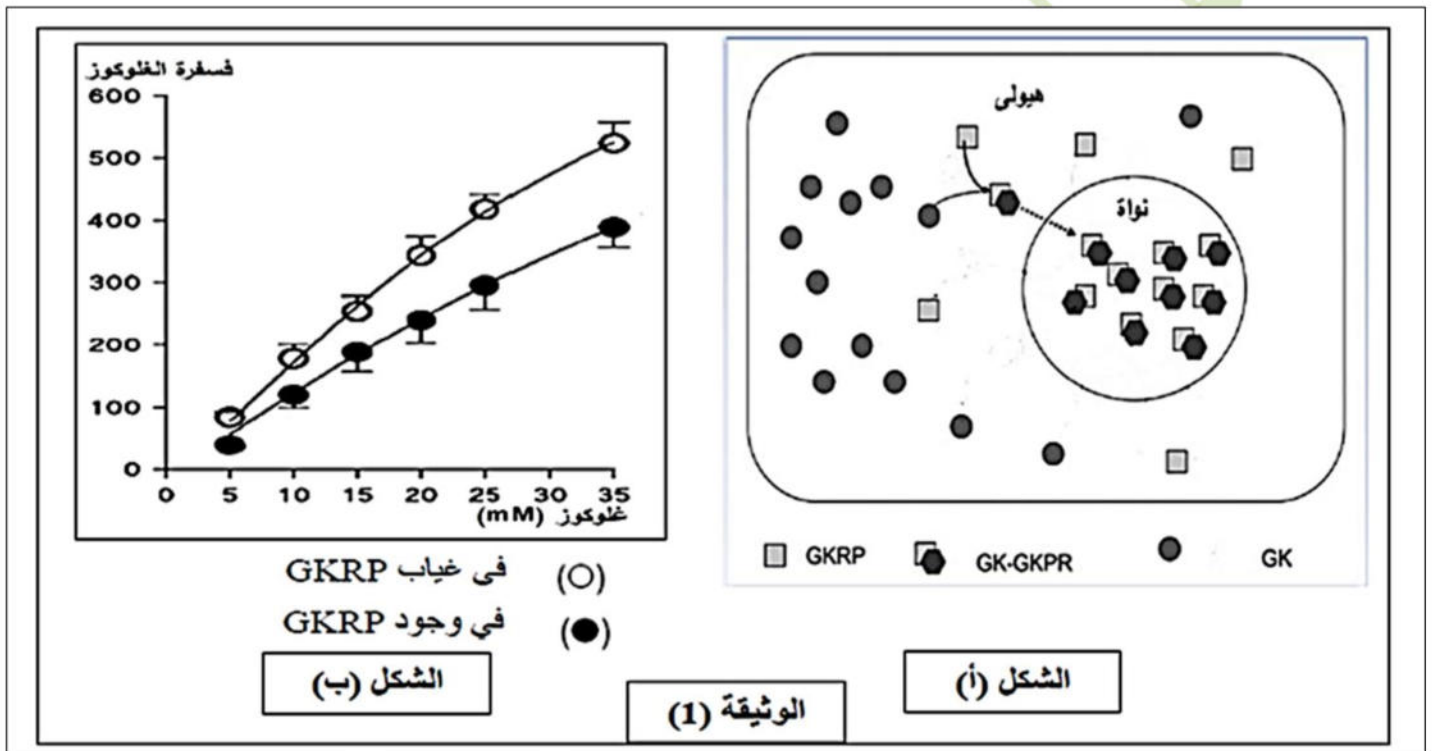 هيولى
نواة
GKRP
GK-GKPR
GK
الشكل (أ)
فسفرة الغلوكوز
600
500
400
300
200
100
0
0 5 10 15 20 25 30 35
غلوكوز (mM)
(○) في غياب GKRP
(●) في وجود GKRP
الشكل (ب)
الوثيقة (1)